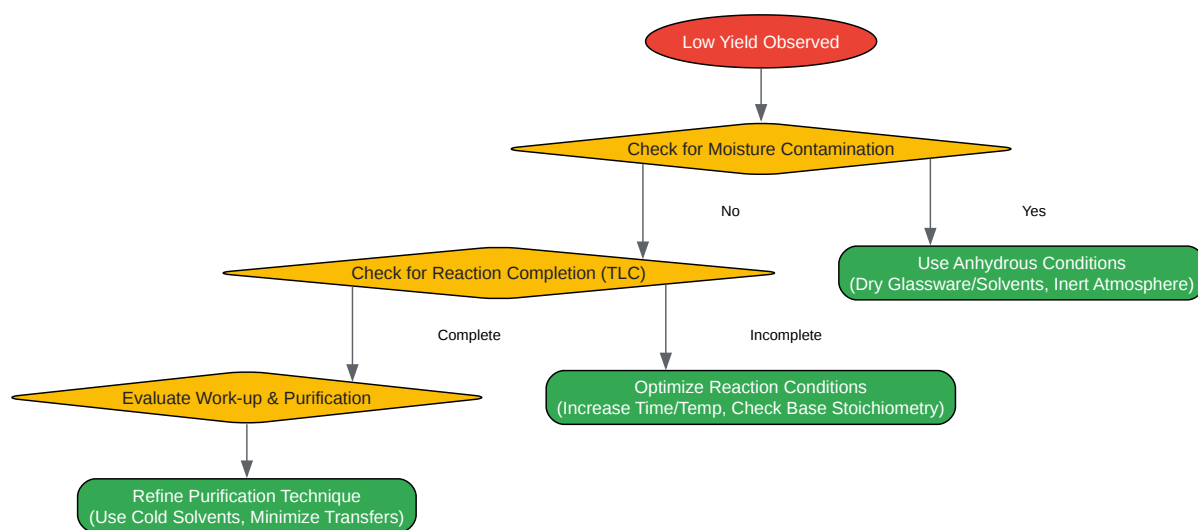 Low Yield Observed
Check for Moisture Contamination
No
Yes
Check for Reaction Completion (TLC)
Use Anhydrous Conditions
(Dry Glassware/Solvents, Inert Atmosphere)
Complete
Incomplete
Evaluate Work-up & Purification
Optimize Reaction Conditions
(Increase Time/Temp, Check Base Stoichiometry)
Refine Purification Technique
(Use Cold Solvents, Minimize Transfers)